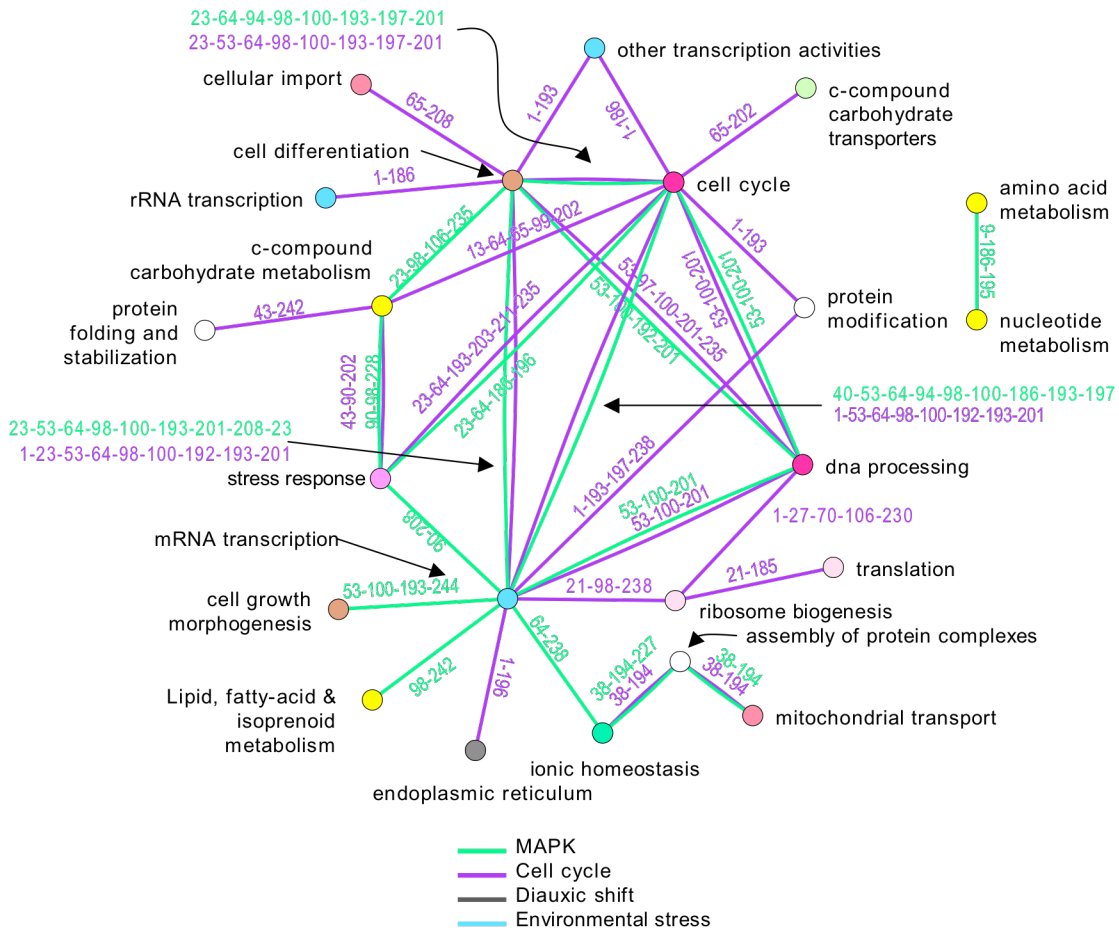 23-64-94-98-100-193-197-201
23-53-64-98-100-193-197-201
other transcription activities
cellular import
c-compound
carbohydrate
transporters
65-208
1-193
1-186
65-202
cell differentiation
cell cycle
1-186
rRNA transcription
amino acid
metabolism
9-186-195
nucleotide
metabolism
c-compound
carbohydrate metabolism
23-98-106-235
13-64-65-99-202
1-193
protein
folding and
stabilization
43-242
protein
modification
53-100-192-201
53-97-100-201-235
53-100-201
53-100-201
43-90-202
90-98-228
23-64-193-203-211-235
23-64-186-196
40-53-64-94-98-100-186-193-197
1-53-64-98-100-192-193-201
23-53-64-98-100-193-201-208-23
1-23-53-64-98-100-192-193-201
stress response
1-193-197-238
dna processing
90-208
53-100-201
53-100-201
1-27-70-106-230
mRNA transcription
53-100-193-244
21-98-238
21-185
translation
cell growth
morphogenesis
ribosome biogenesis
assembly of protein complexes
64-238
98-242
1-196
38-194-227
38-194
38-194
38-194
Lipid, fatty-acid &
isoprenoid
metabolism
mitochondrial transport
ionic homeostasis
endoplasmic reticulum
MAPK
Cell cycle
Diauxic shift
Environmental stress